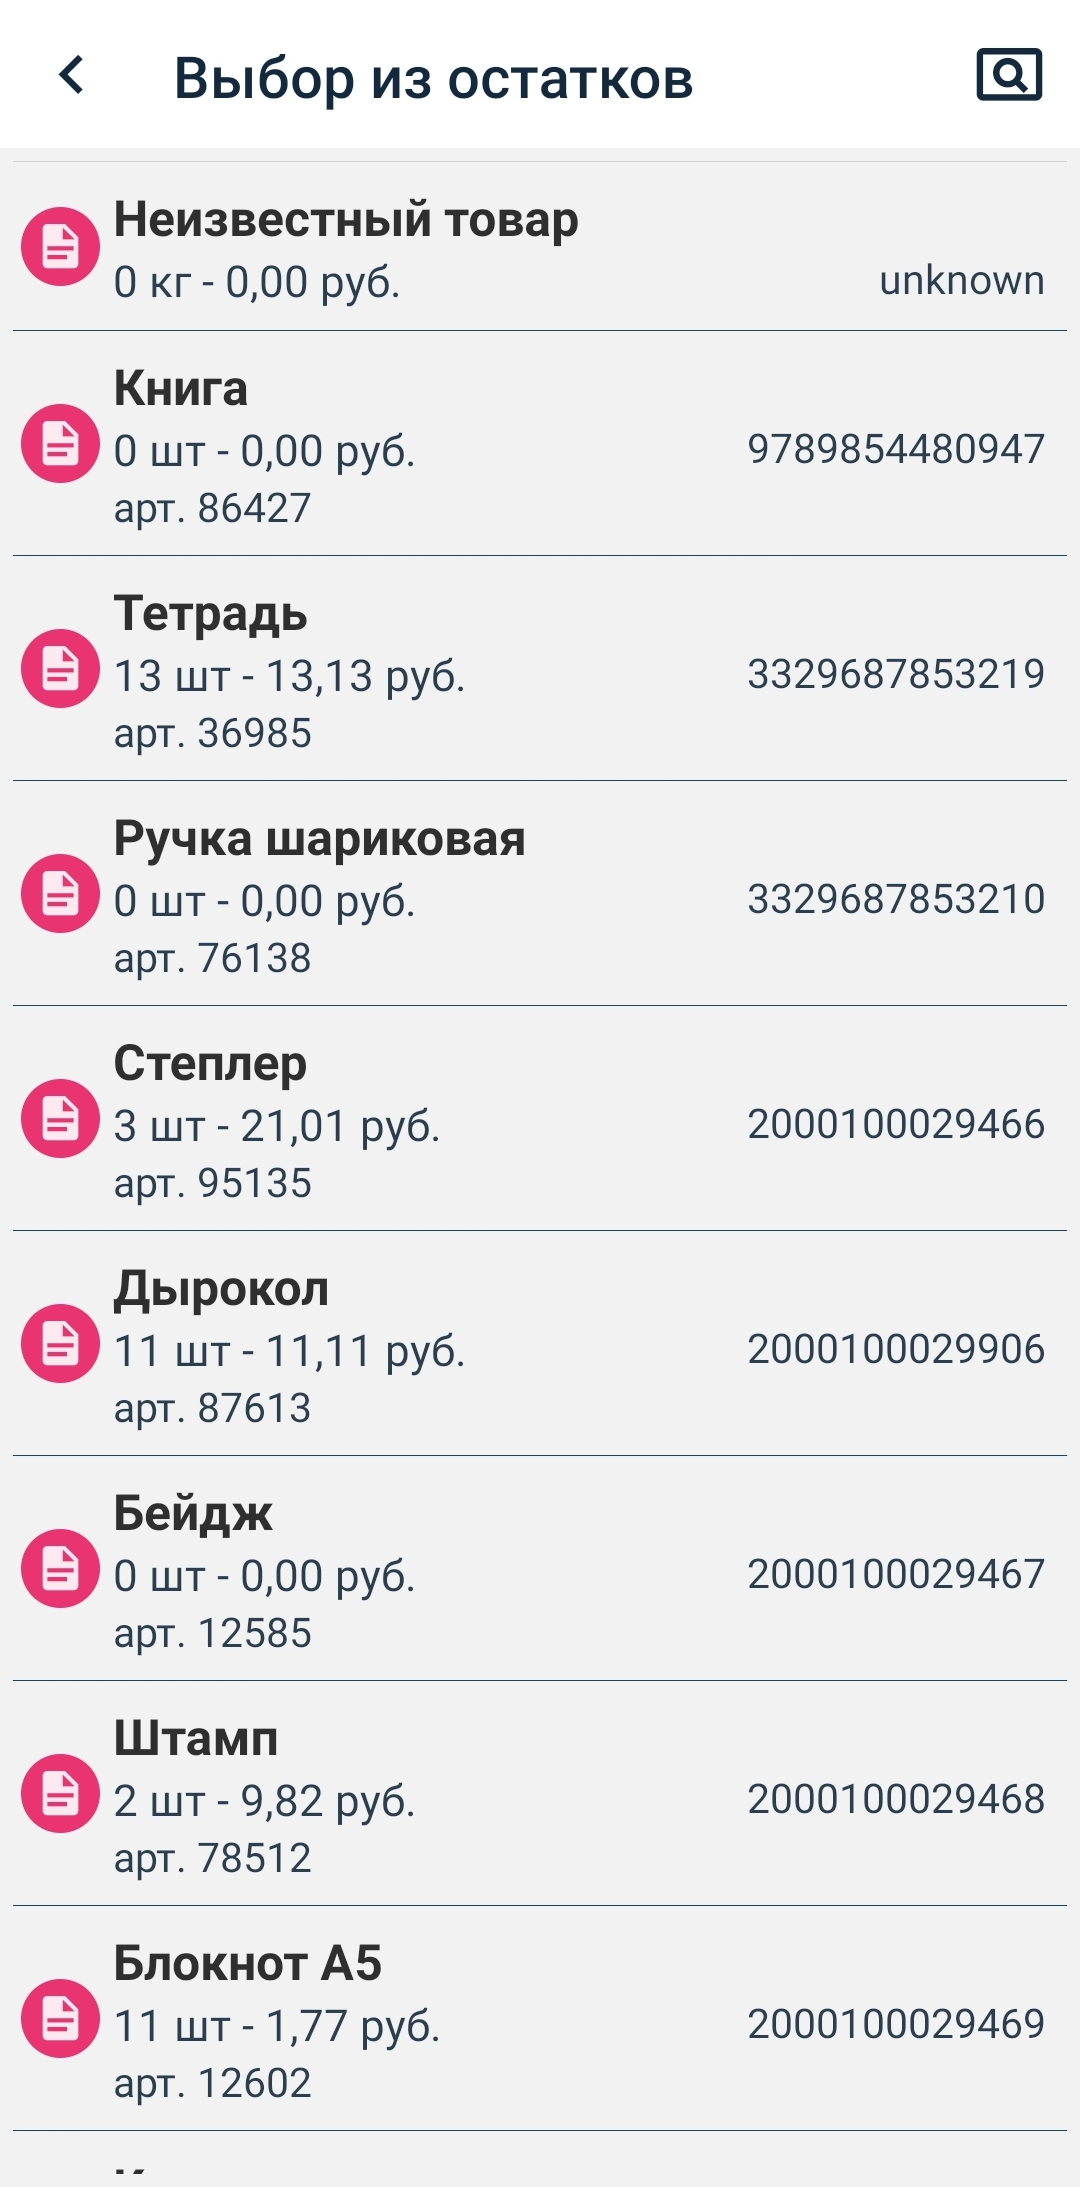 Выбор из остатков
Неизвестный товар
0 кг - 0,00 руб.
unknown
Книга
0 шт - 0,00 руб.
9789854480947
арт. 86427
Тетрадь
13 шт - 13,13 руб.
3329687853219
арт. 36985
Ручка шариковая
0 шт - 0,00 руб.
3329687853210
арт. 76138
Степлер
3 шт - 21,01 руб.
2000100029466
арт. 95135
Дырокол
11 шт - 11,11 руб.
2000100029906
арт. 87613
Бейдж
0 шт - 0,00 руб.
2000100029467
арт. 12585
Штамп
2 шт - 9,82 руб.
2000100029468
арт. 78512
Блокнот А5
11 шт - 1,77 руб.
2000100029469
арт. 12602